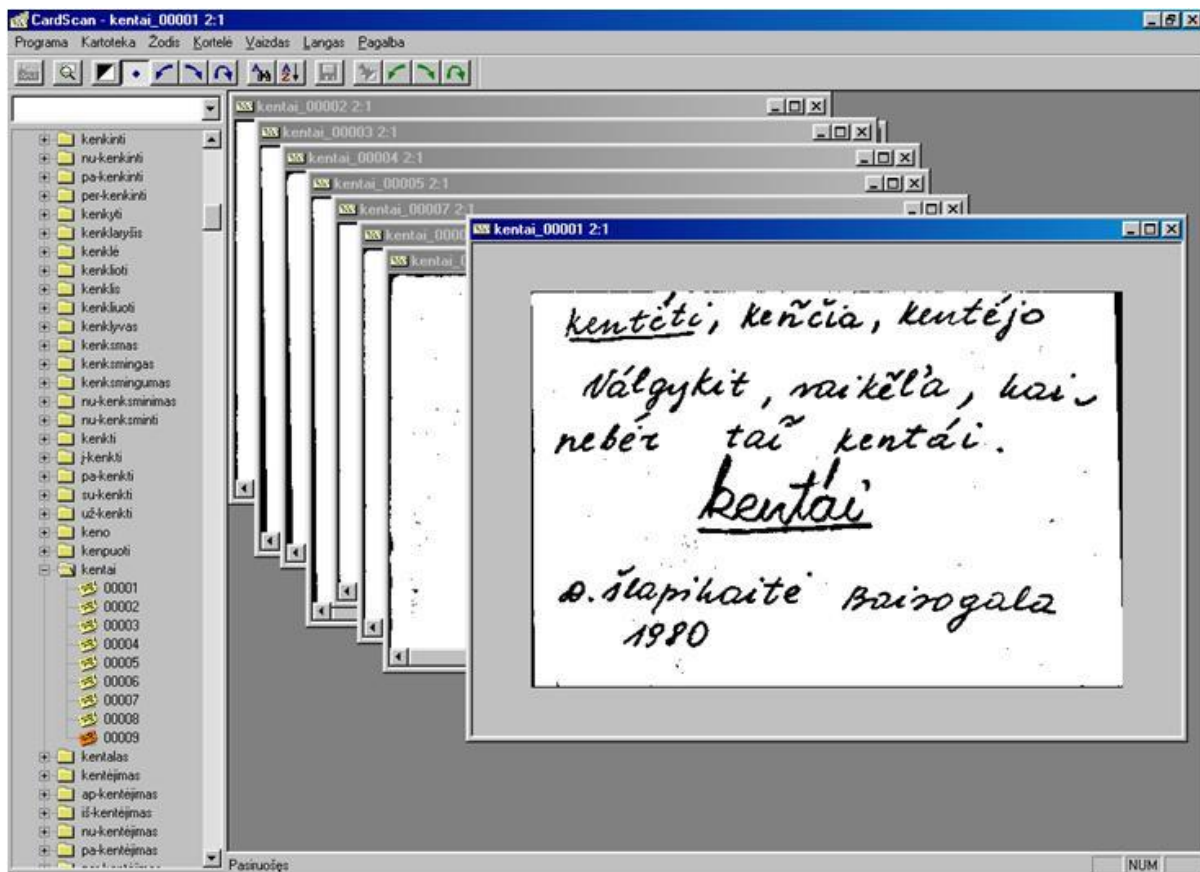 CardScan - kentai_00001 2:1
Programa Kartoteka Žodis Kortelė Vaizdas Langas Pagalba
kenkinti
nu-kenkinti
pa-kenkinti
per-kenkinti
kenkyti
kenklaryšis
kenklė
kenklioti
kenklis
kenkliuoti
kenklyvas
kenksmas
kenksmingas
kenksmingumas
nu-kenksminimas
nu-kenksminti
kenkti
į-kenkti
pa-kenkti
su-kenkti
už-kenkti
keno
kenpuoti
kentai
00001
00002
00003
00004
00005
00006
00007
00008
00009
kentalas
kentėjimas
ap-kentėjimas
iš-kentėjimas
nu-kentėjimas
pa-kentėjimas
kentai_00002 2:1
kentai_00003 2:1
kentai_00004 2:1
kentai_00005 2:1
kentai_00007 2:1
kentai_00001 2:1
kentėti, keñčia, kentėjo
Válgykit, vaikẽl'a, kai
nebėr taĩ kentái.
kentái
Baisogala
1980
Pasiruošęs
NUM